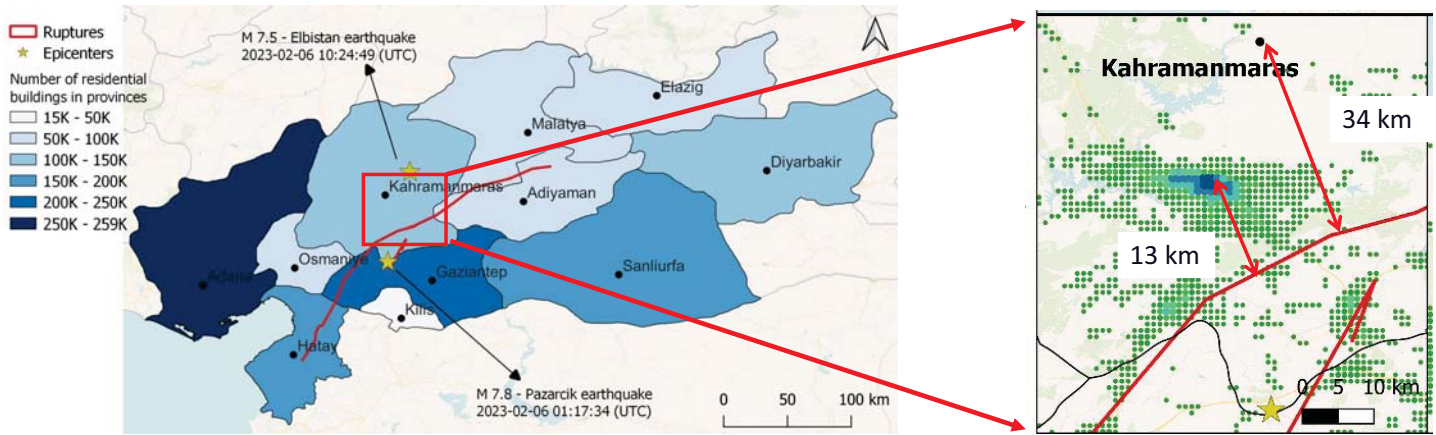 Ruptures
Epicenters
Number of residential
buildings in provinces
15K - 50K
50K - 100K
100K - 150K
150K - 200K
200K - 250K
250K - 259K
M 7.5 - Elbistan earthquake
2023-02-06 10:24:49 (UTC)
Elazig
Malatya
Diyarbakir
Kahramanmaras
Adiyaman
Osmaniye
Adana
Gaziantep
Sanliurfa
Kilis
Hatay
M 7.8 - Pazarcik earthquake
2023-02-06 01:17:34 (UTC)
0 50 100 km
Kahramanmaras
34 km
13 km
0 5 10 km